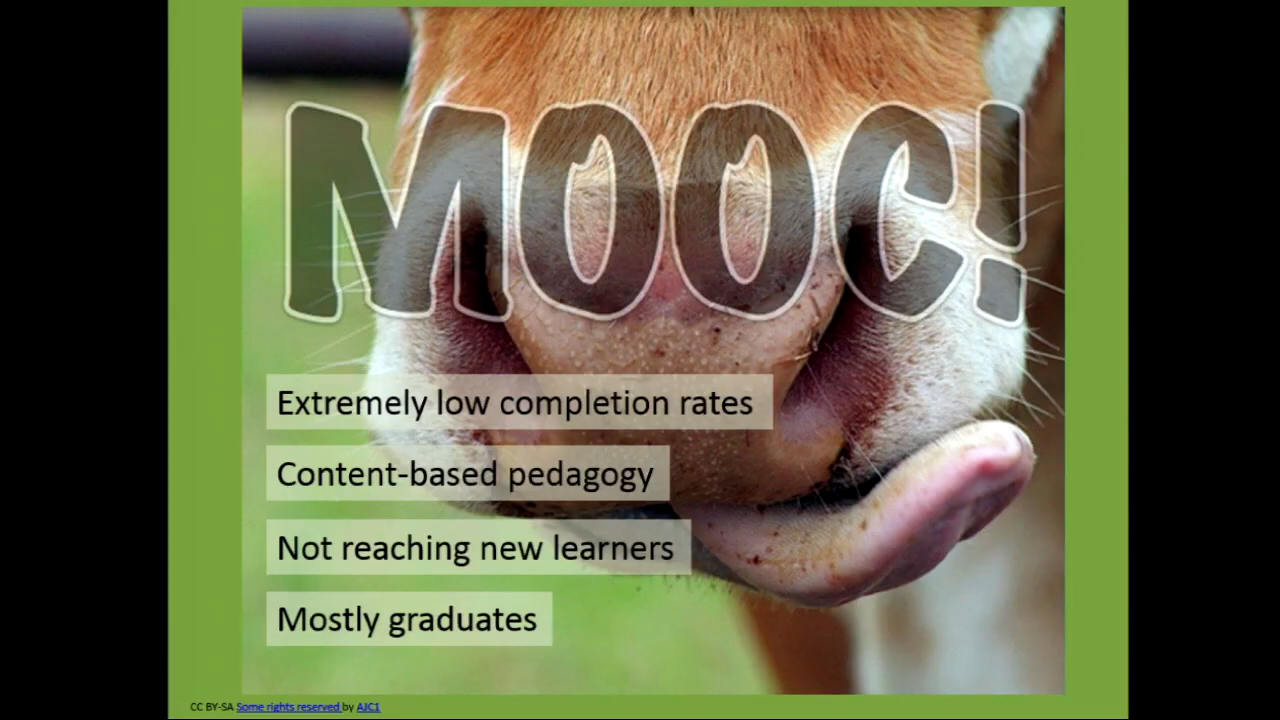 MOOC!
Extremely low completion rates
Content-based pedagogy
Not reaching new learners
Mostly graduates
CC BY-SA Some rights reserved by AJC1